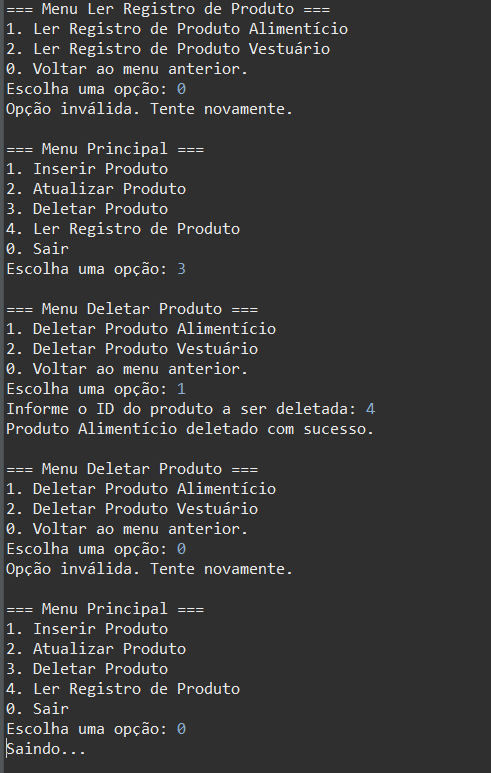 === Menu Ler Registro de Produto ===
1. Ler Registro de Produto Alimentício
2. Ler Registro de Produto Vestuário
0. Voltar ao menu anterior.
Escolha uma opção: 0
Opção inválida. Tente novamente.

=== Menu Principal ===
1. Inserir Produto
2. Atualizar Produto
3. Deletar Produto
4. Ler Registro de Produto
0. Sair
Escolha uma opção: 3

=== Menu Deletar Produto ===
1. Deletar Produto Alimentício
2. Deletar Produto Vestuário
0. Voltar ao menu anterior.
Escolha uma opção: 1
Informe o ID do produto a ser deletada: 4
Produto Alimentício deletado com sucesso.

=== Menu Deletar Produto ===
1. Deletar Produto Alimentício
2. Deletar Produto Vestuário
0. Voltar ao menu anterior.
Escolha uma opção: 0
Opção inválida. Tente novamente.

=== Menu Principal ===
1. Inserir Produto
2. Atualizar Produto
3. Deletar Produto
4. Ler Registro de Produto
0. Sair
Escolha uma opção: 0
Saindo...